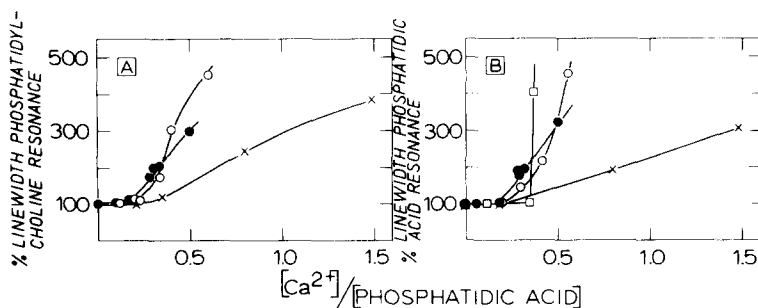 % LINEWIDTH PHOSPHATIDYL-
CHOLINE RESONANCE
500
300
100
A
0.5
1.0
1.5
% LINEWIDTH PHOSPHATIDIC
ACID RESONANCE
500
300
100
B
0.5
1.0
1.5
[Ca²⁺]/[PHOSPHATIDIC ACID]